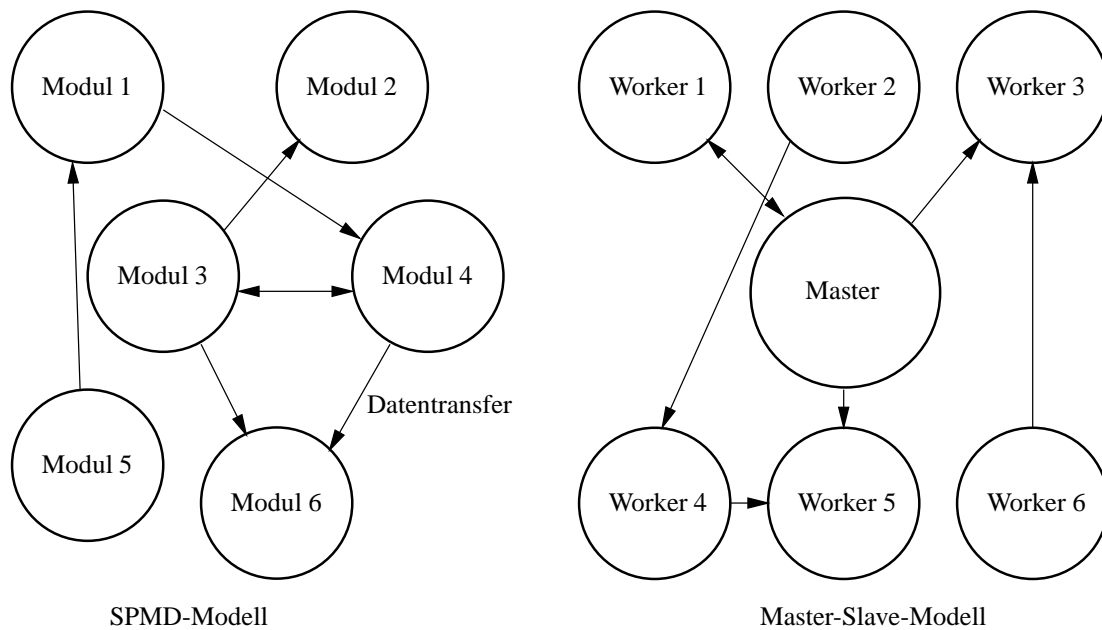 Modul 1
Modul 2
Worker 1
Worker 2
Worker 3
Modul 3
Modul 4
Master
Datentransfer
Modul 5
Modul 6
Worker 4
Worker 5
Worker 6
SPMD-Modell
Master-Slave-Modell